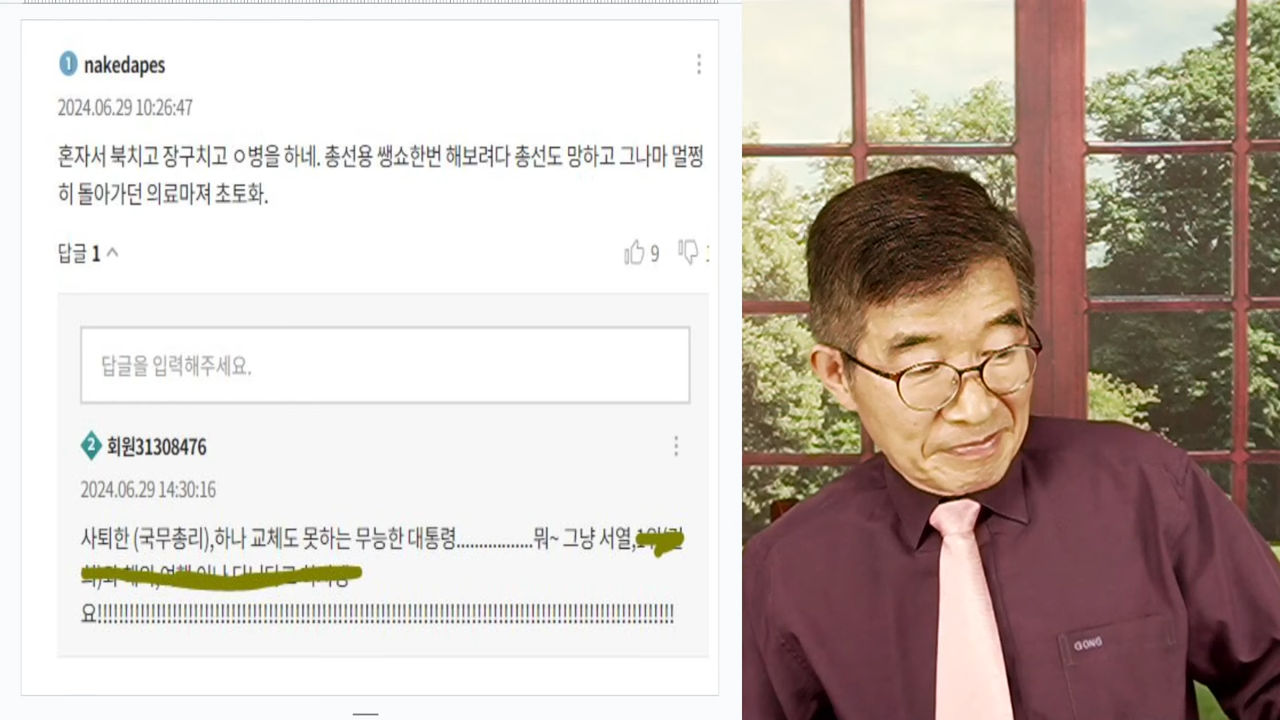 1 nakedapes
2024.06.29 10:26:47
혼자서 북치고 장구치고 ㅇ병을 하네. 총선용 쌩쇼한번 해보려다 총선도 망하고 그나마 멀쩡
히 돌아가던 의료마져 초토화.
답글 1
9
답글을 입력해주세요.
2 회원31308476
2024.06.29 14:30:16
사퇴한 (국무총리),하나 교체도 못하는 무능한 대통령.................뭐~ 그냥 서열,
요!!!!!!!!!!!!!!!!!!!!!!!!!!!!!!!!!!!!!!!!!!!!!!!!!!!!!!!!!!!!!!!!!!!!!!!!!!!!!!!!!!!!!!!!!!!!!!!!!!!!!!!!!!!!
GONG